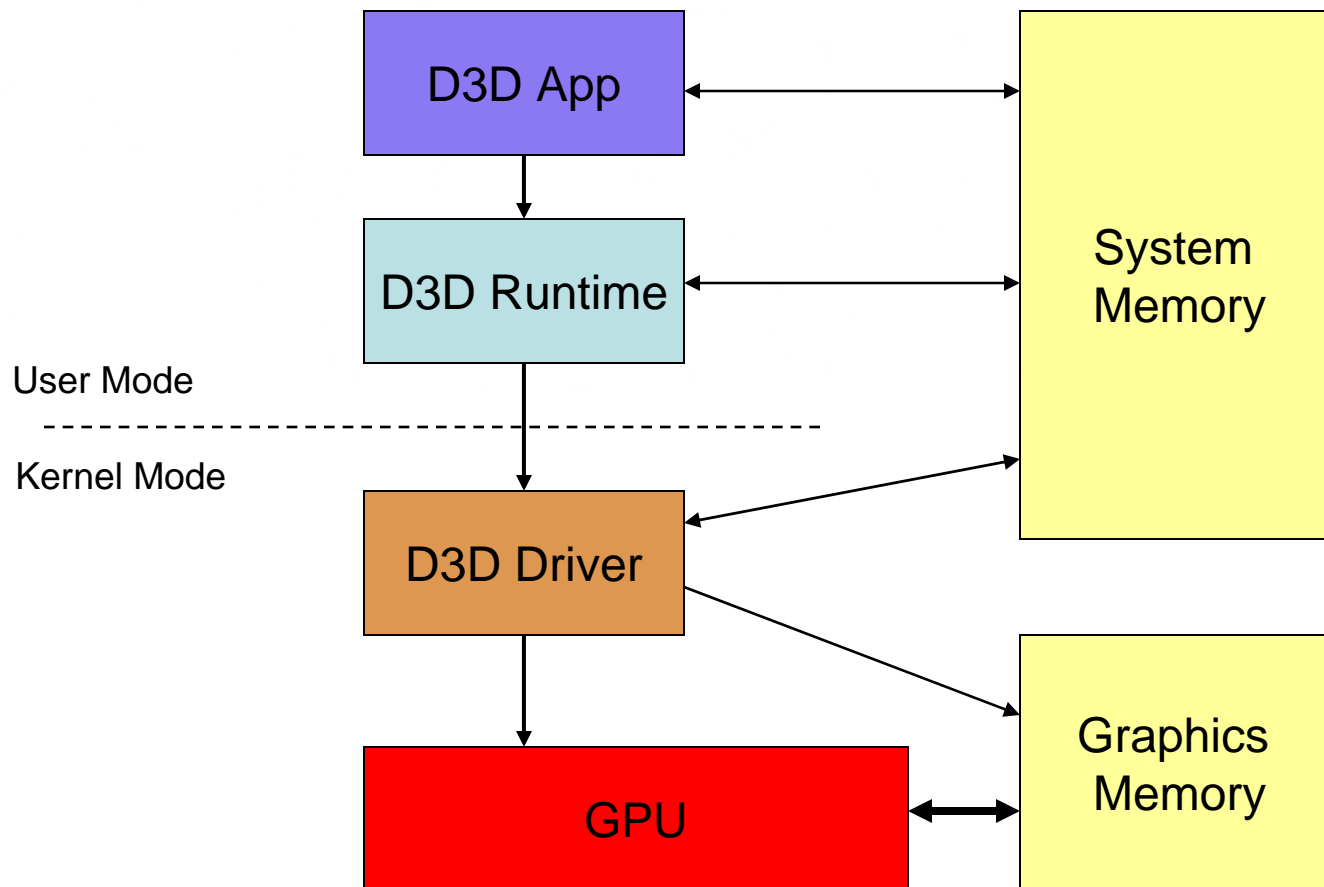 D3D App
D3D Runtime
System
Memory
User Mode
Kernel Mode
D3D Driver
Graphics
Memory
GPU